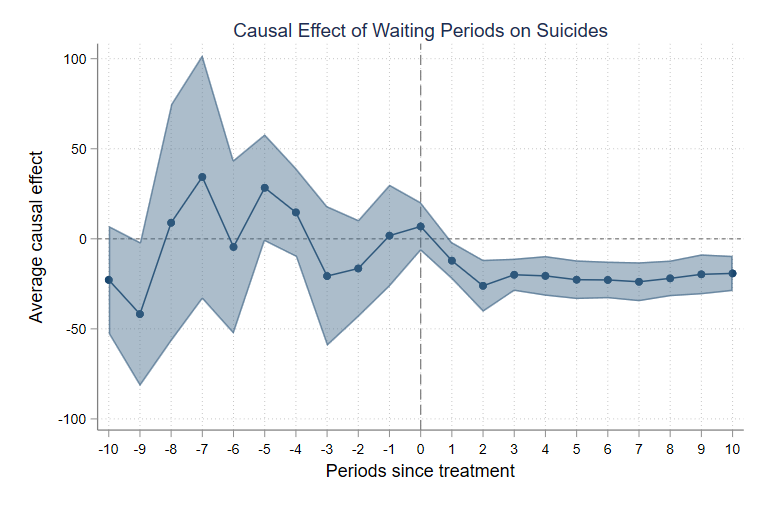 Causal Effect of Waiting Periods on Suicides
100
50
0
-50
-100
Average causal effect
-10 -9 -8 -7 -6 -5 -4 -3 -2 -1 0 1 2 3 4 5 6 7 8 9 10
Periods since treatment